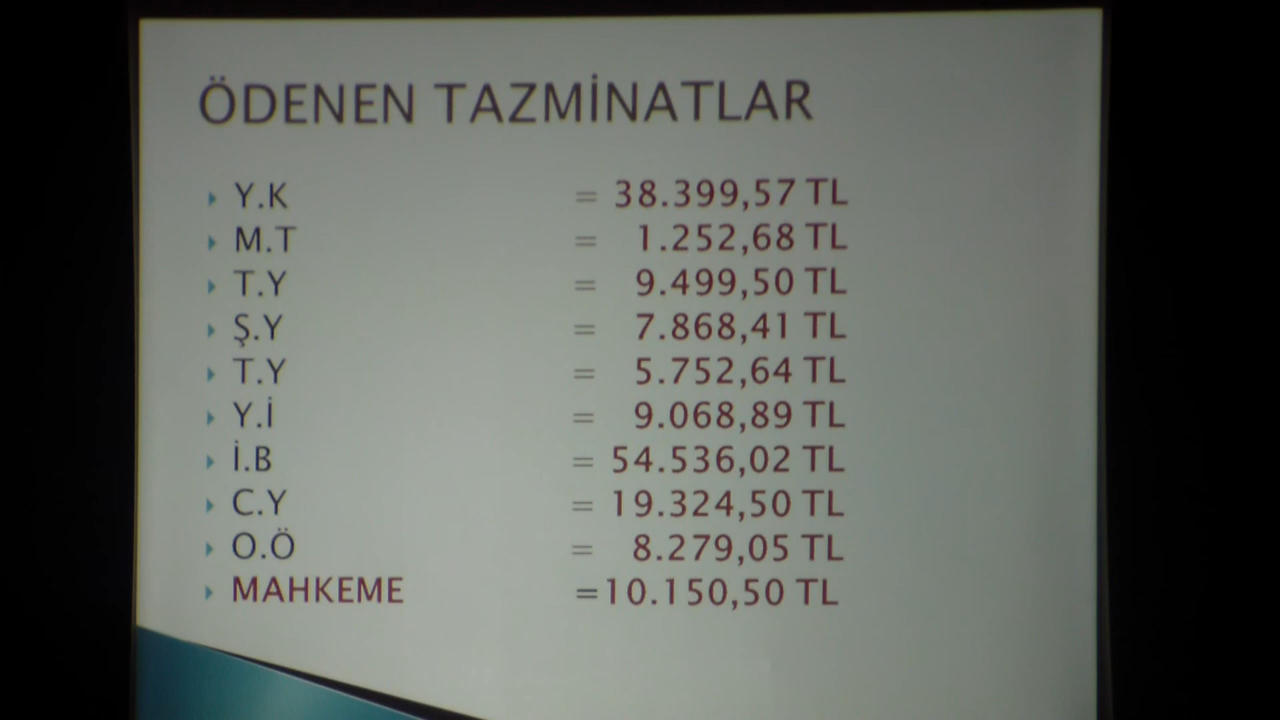 ÖDENEN TAZMİNATLAR
Y.K = 38.399,57 TL
M.T = 1.252,68 TL
T.Y = 9.499,50 TL
Ş.Y = 7.868,41 TL
T.Y = 5.752,64 TL
Y.İ = 9.068,89 TL
İ.B = 54.536,02 TL
C.Y = 19.324,50 TL
O.Ö = 8.279,05 TL
MAHKEME =10.150,50 TL